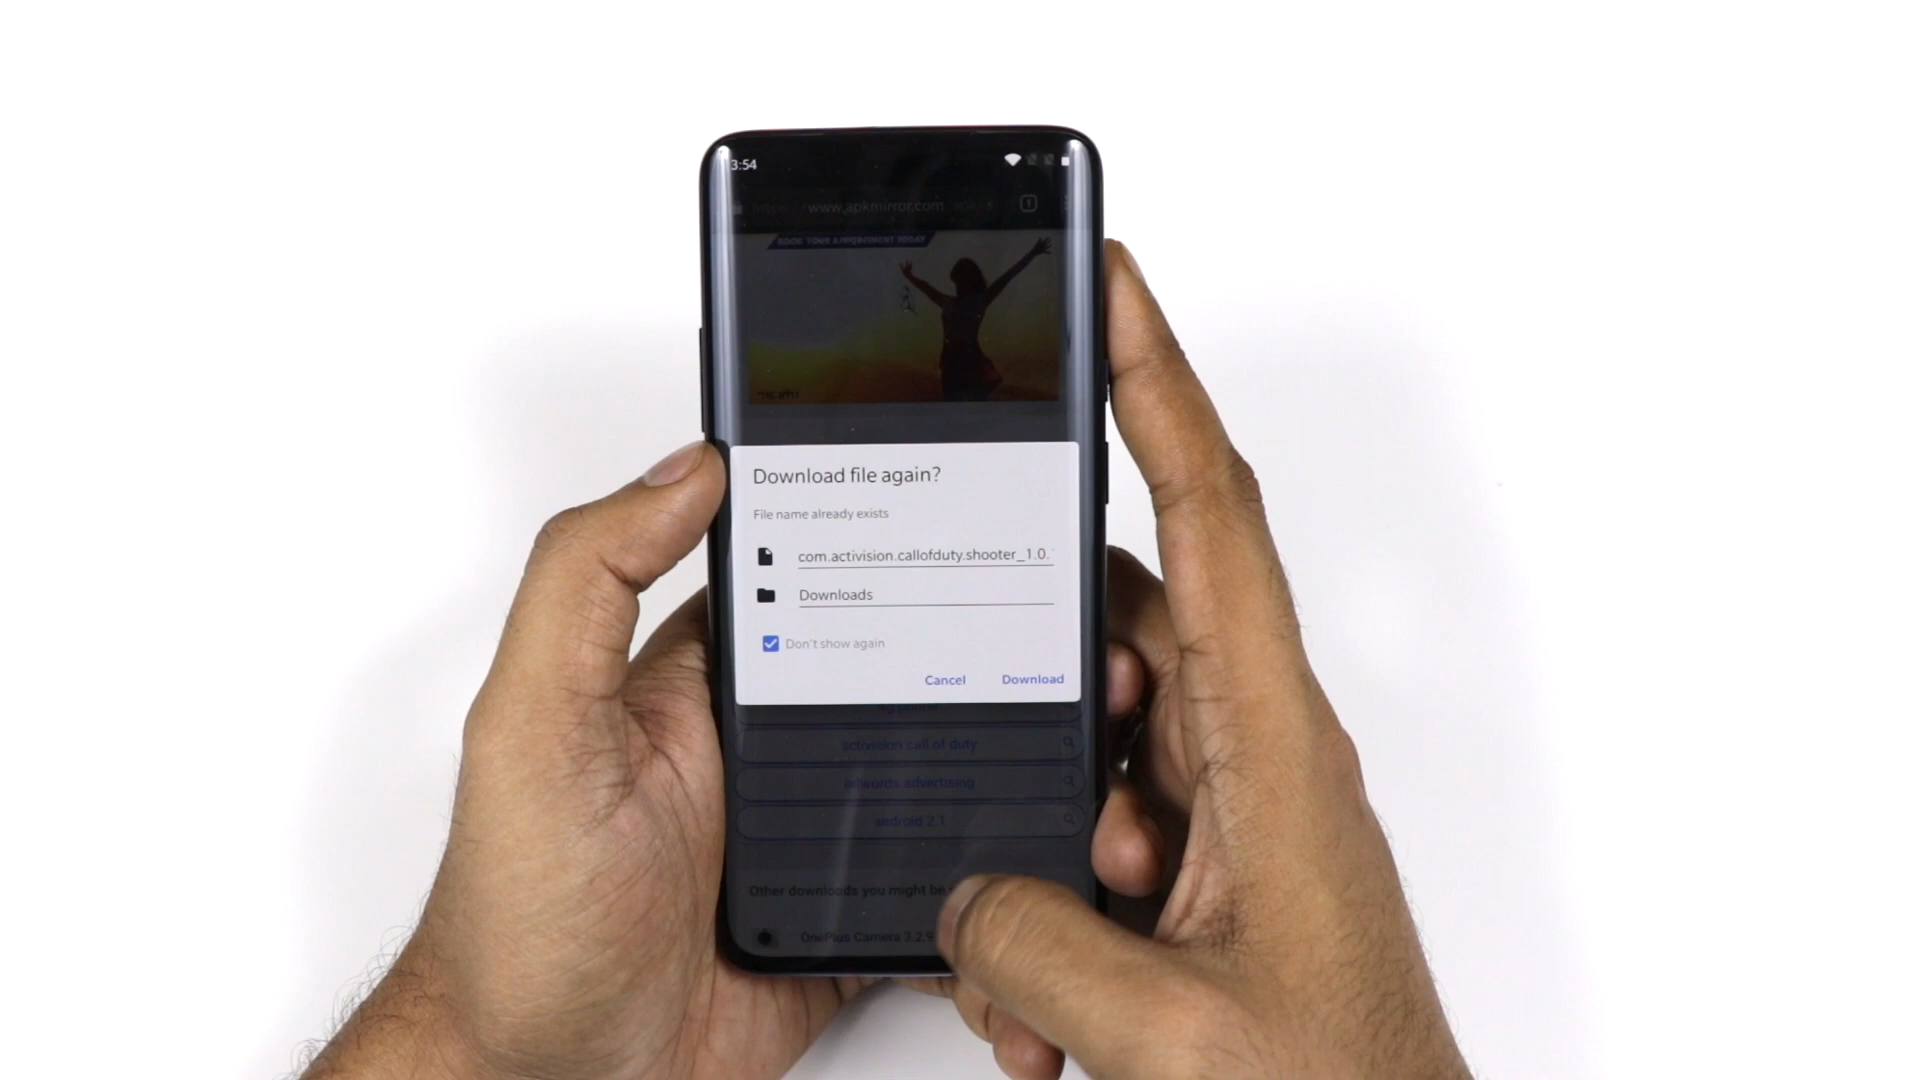 3:54
https://www.apkmirror.com
1
BOOK YOUR APPOINTMENT TODAY
Download file again?
File name already exists
com.activision.callofduty.shooter_1.0.
Downloads
Don't show again
Cancel
Download
activision call of duty
adwords advertising
android 2.1
Other downloads you might be
OnePlus Camera 3.2.9